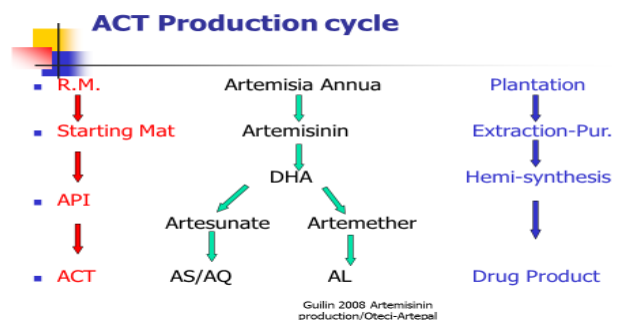 ACT Production cycle
R.M. Artemisia Annua Plantation
Starting Mat Artemisinin Extraction-Pur.
DHA Hemi-synthesis
API
Artesunate Artemether
ACT AS/AQ AL Drug Product
Guilin 2008 Artemisinin
production/Oteci-Artepal